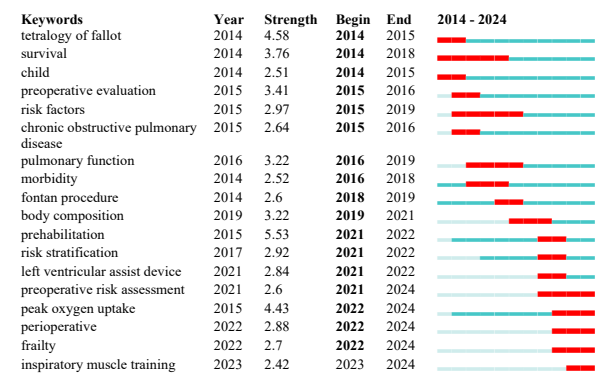 Keywords Year Strength Begin End 2014 - 2024
tetralogy of fallot 2014 4.58 2014 2015
survival 2014 3.76 2014 2018
child 2014 2.51 2014 2015
preoperative evaluation 2015 3.41 2015 2016
risk factors 2015 2.97 2015 2019
chronic obstructive pulmonary 2015 2.64 2015 2016
disease
pulmonary function 2016 3.22 2016 2019
morbidity 2014 2.52 2016 2018
fontan procedure 2014 2.6 2018 2019
body composition 2019 3.22 2019 2021
prehabilitation 2015 5.53 2021 2022
risk stratification 2017 2.92 2021 2022
left ventricular assist device 2021 2.84 2021 2022
preoperative risk assessment 2021 2.6 2021 2024
peak oxygen uptake 2015 4.43 2022 2024
perioperative 2022 2.88 2022 2024
frailty 2022 2.7 2022 2024
inspiratory muscle training 2023 2.42 2023 2024